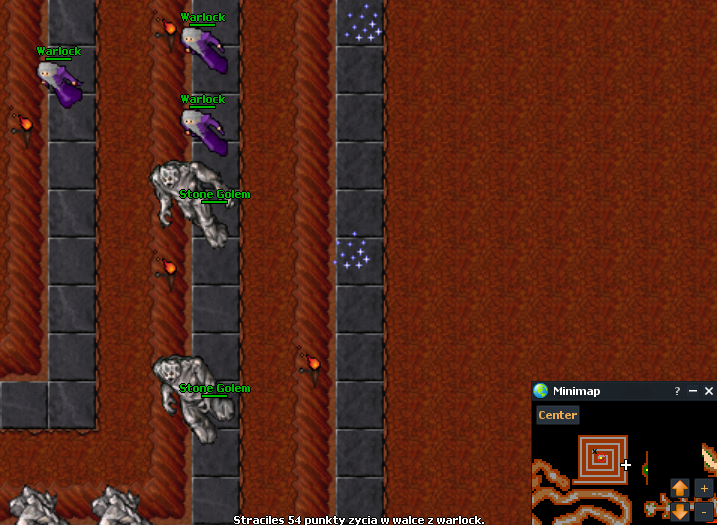 Warlock
Warlock
Warlock
Stone Golem
Stone Golem
Minimap ? – ×
Center
+
-
Straciles 54 punkty zycia w walce z warlock.